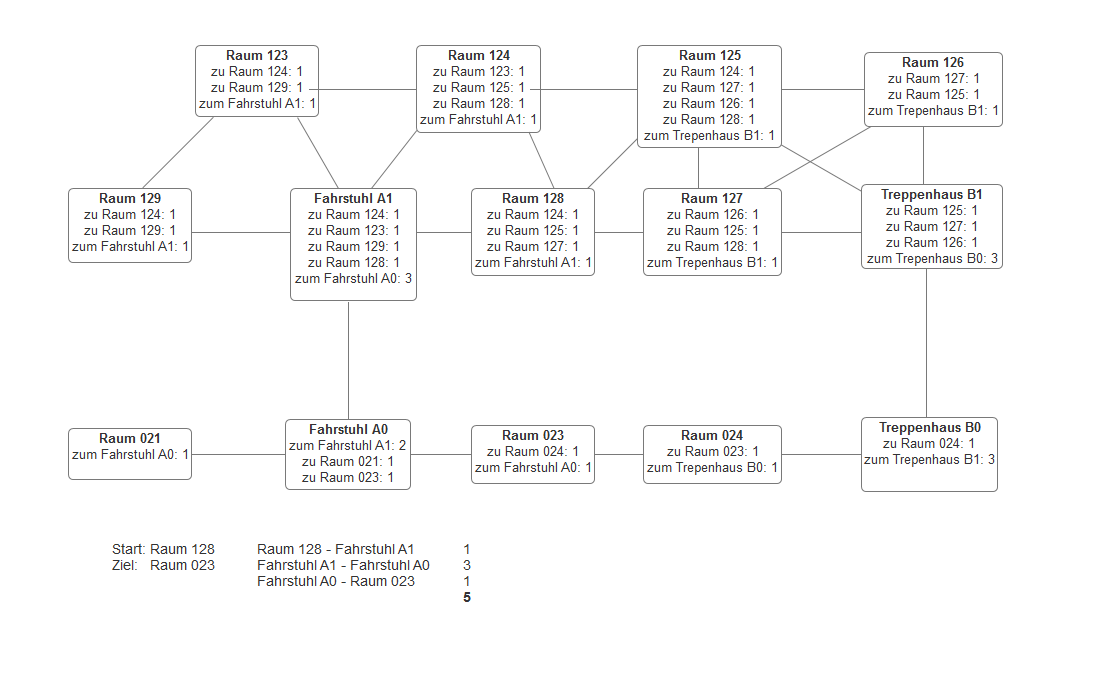 Raum 123
zu Raum 124: 1
zu Raum 129: 1
zum Fahrstuhl A1: 1
Raum 124
zu Raum 123: 1
zu Raum 125: 1
zu Raum 128: 1
zum Fahrstuhl A1: 1
Raum 125
zu Raum 124: 1
zu Raum 127: 1
zu Raum 126: 1
zu Raum 128: 1
zum Trepenhaus B1: 1
Raum 126
zu Raum 127: 1
zu Raum 125: 1
zum Trepenhaus B1: 1
Raum 129
zu Raum 124: 1
zu Raum 129: 1
zum Fahrstuhl A1: 1
Fahrstuhl A1
zu Raum 124: 1
zu Raum 123: 1
zu Raum 129: 1
zu Raum 128: 1
zum Fahrstuhl A0: 3
Raum 128
zu Raum 124: 1
zu Raum 125: 1
zu Raum 127: 1
zum Fahrstuhl A1: 1
Raum 127
zu Raum 126: 1
zu Raum 125: 1
zu Raum 128: 1
zum Trepenhaus B1: 1
Treppenhaus B1
zu Raum 125: 1
zu Raum 127: 1
zu Raum 126: 1
zum Trepenhaus B0: 3
Raum 021
zum Fahrstuhl A0: 1
Fahrstuhl A0
zum Fahrstuhl A1: 2
zu Raum 021: 1
zu Raum 023: 1
Raum 023
zu Raum 024: 1
zum Fahrstuhl A0: 1
Raum 024
zu Raum 023: 1
zum Trepenhaus B0: 1
Treppenhaus B0
zu Raum 024: 1
zum Trepenhaus B1: 3
Start: Raum 128 Raum 128 - Fahrstuhl A1 1
Ziel: Raum 023 Fahrstuhl A1 - Fahrstuhl A0 3
Fahrstuhl A0 - Raum 023 1
5